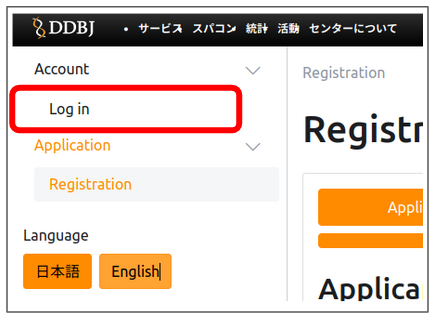 DDBJ
• サービス スパコン 統計 活動 センターについて
Account
Log in
Application
Registration
Language
日本語 English
Registration
Registr
Appli
Applica